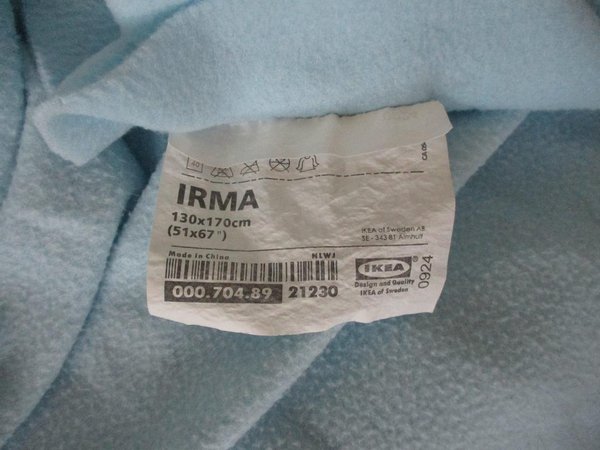 40
IRMA
130x170cm
(51x67")
IKEA of Sweden AB
SE - 343 81 Älmhult
Made in China
HLWJ
000.704.89 21230
IKEA
Design and Quality
IKEA of Sweden
0924